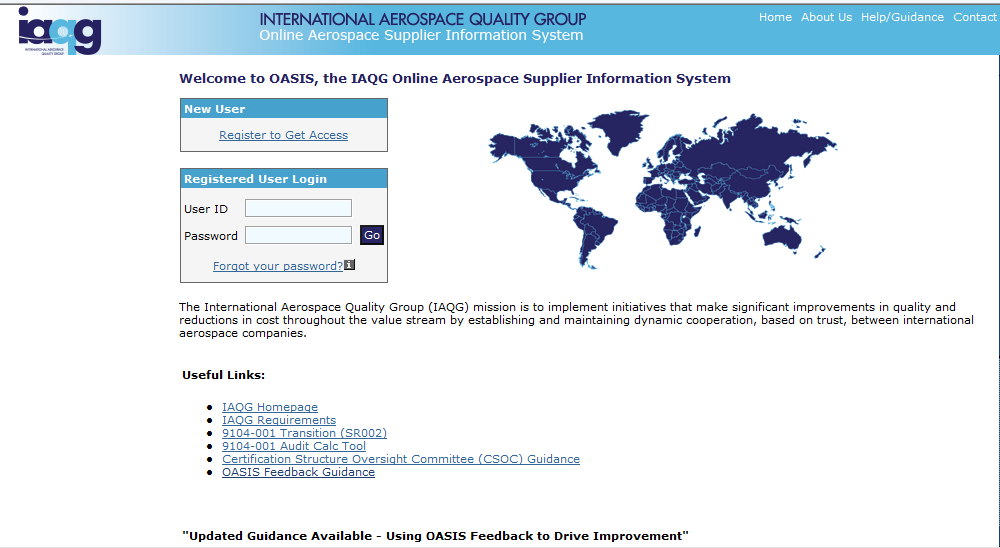 iaqg
INTERNATIONAL AEROSPACE
QUALITY GROUP
INTERNATIONAL AEROSPACE QUALITY GROUP
Online Aerospace Supplier Information System
Home About Us Help/Guidance Contact
Welcome to OASIS, the IAQG Online Aerospace Supplier Information System
New User
Register to Get Access
Registered User Login
User ID
Password Go
Forgot your password?
The International Aerospace Quality Group (IAQG) mission is to implement initiatives that make significant improvements in quality and
reductions in cost throughout the value stream by establishing and maintaining dynamic cooperation, based on trust, between international
aerospace companies.
Useful Links:
IAQG Homepage
IAQG Requirements
9104-001 Transition (SR002)
9104-001 Audit Calc Tool
Certification Structure Oversight Committee (CSOC) Guidance
OASIS Feedback Guidance
"Updated Guidance Available - Using OASIS Feedback to Drive Improvement"